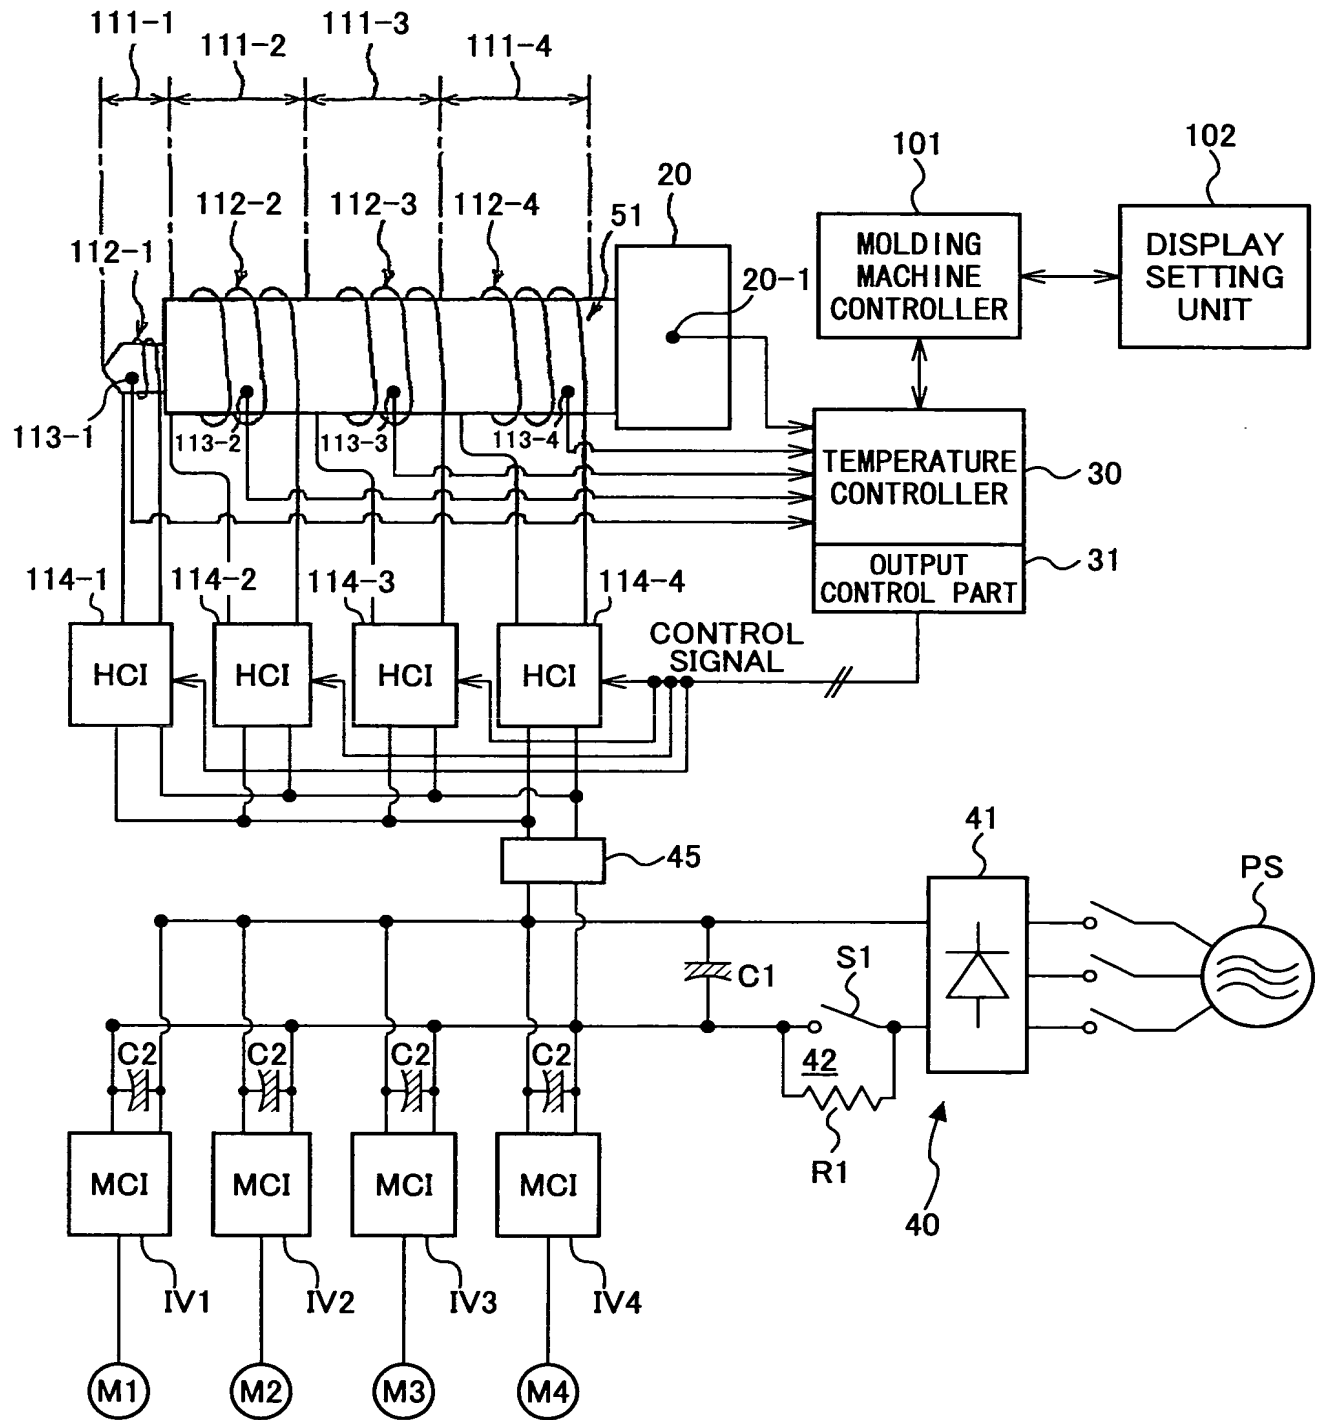 111-1
111-2
111-3
111-4
112-1
112-2
112-3
112-4
51
20
20-1
101
102
MOLDING
MACHINE
CONTROLLER
DISPLAY
SETTING
UNIT
113-1
113-2
113-3
113-4
TEMPERATURE
CONTROLLER
30
OUTPUT
CONTROL PART
31
114-1
114-2
114-3
114-4
HCI
HCI
HCI
HCI
CONTROL
SIGNAL
45
41
PS
C1
S1
42
R1
40
C2
C2
C2
C2
MCI
MCI
MCI
MCI
IV1
IV2
IV3
IV4
M1
M2
M3
M4